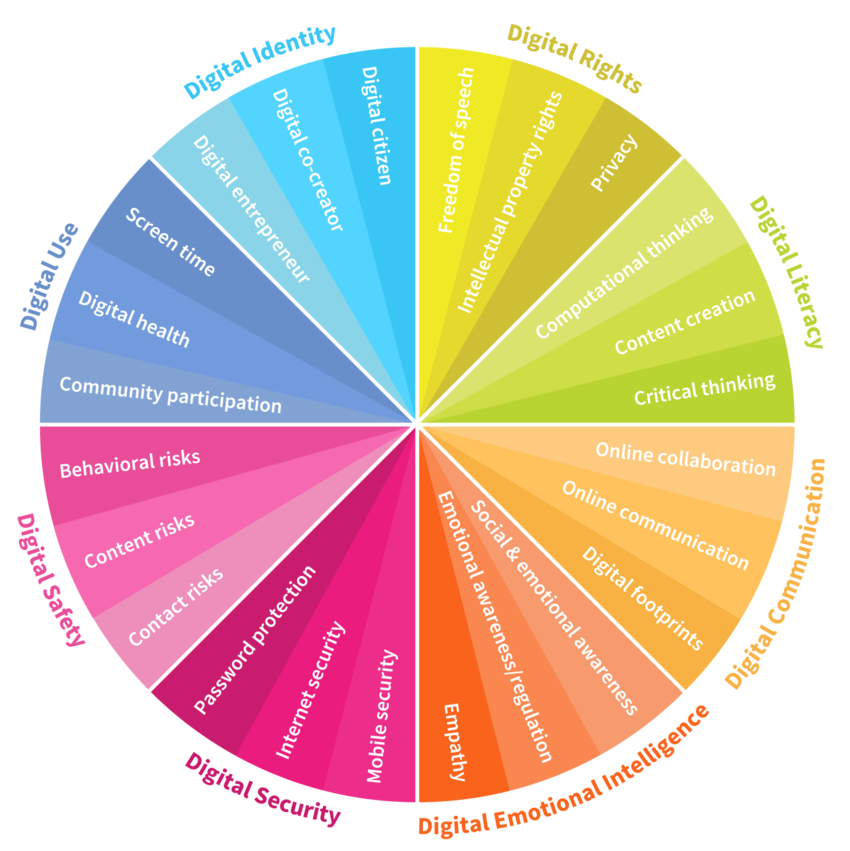 Digital Identity
Digital citizen
Digital co-creator
Digital entrepreneur
Digital Rights
Freedom of speech
Intellectual property rights
Privacy
Digital Literacy
Computational thinking
Content creation
Critical thinking
Digital Communication
Online collaboration
Online communication
Digital footprints
Digital Emotional Intelligence
Social & emotional awareness
Emotional awareness/regulation
Empathy
Digital Security
Mobile security
Internet security
Password protection
Digital Safety
Contact risks
Content risks
Behavioral risks
Digital Use
Community participation
Digital health
Screen time